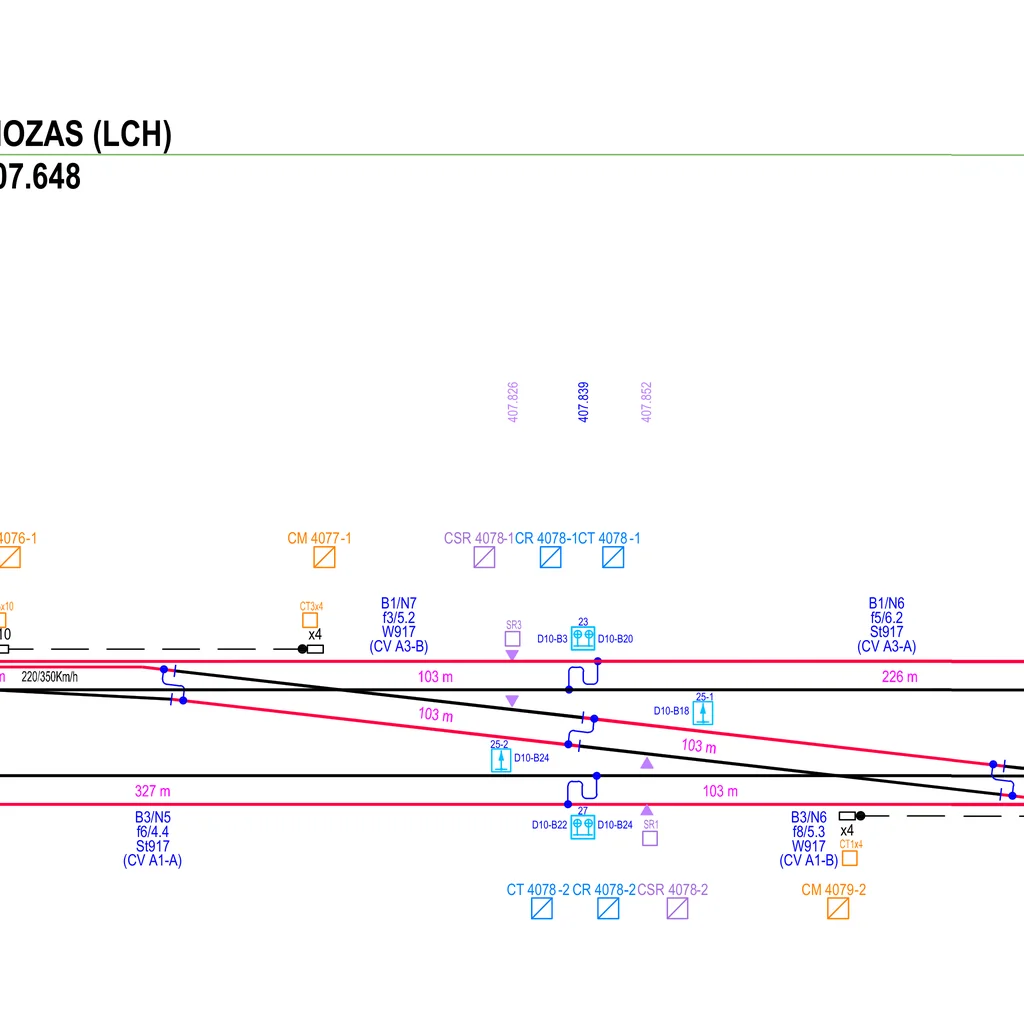 IOZAS (LCH)
07.648
407.826
407.839
407.852
4076-1
CM 4077-1
CSR 4078-1
CR 4078-1
CT 4078-1
x10
CT3x4
10
x4
B1/N7
f3/5.2
W917
(CV A3-B)
SR3
23
D10-B3
D10-B20
B1/N6
f5/6.2
St917
(CV A3-A)
m
220/350Km/h
103 m
226 m
103 m
25-1
D10-B18
103 m
25-2
D10-B24
327 m
103 m
B3/N5
f6/4.4
St917
(CV A1-A)
27
D10-B22
D10-B24
SR1
B3/N6
f8/5.3
W917
(CV A1-B)
x4
CT1x4
CT 4078-2
CR 4078-2
CSR 4078-2
CM 4079-2